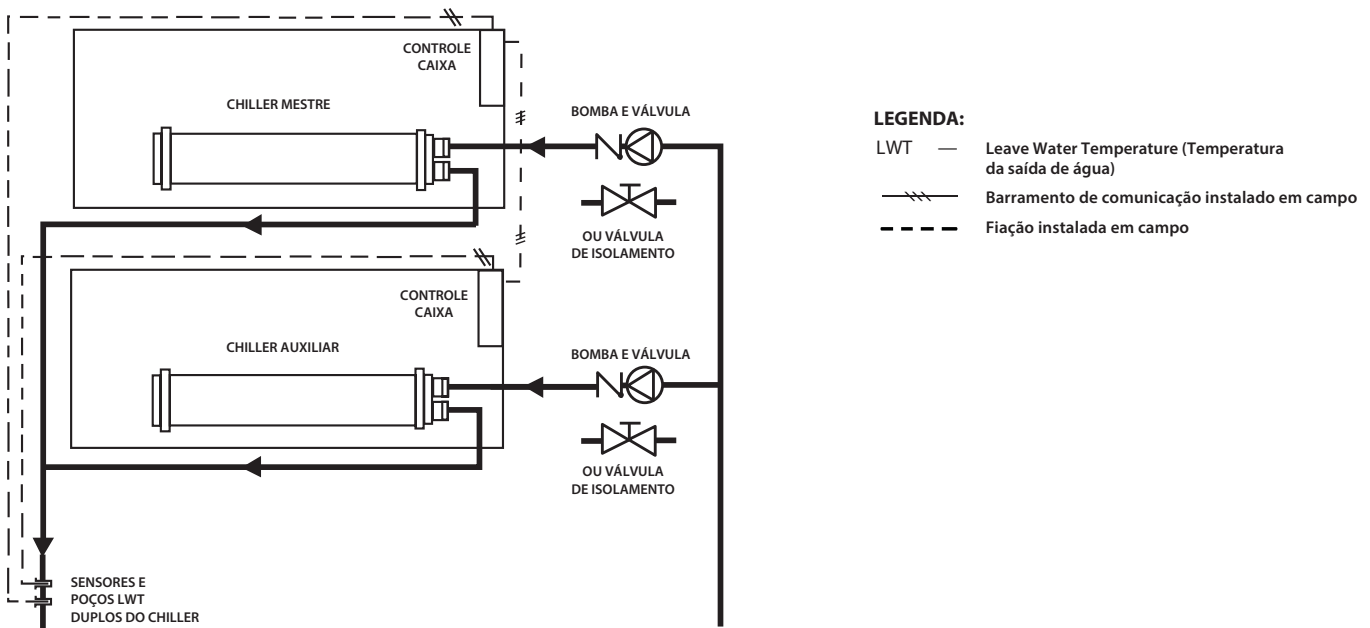 CONTROLE
CAIXA
CHILLER MESTRE
BOMBA E VÁLVULA
OU VÁLVULA
DE ISOLAMENTO
CONTROLE
CAIXA
CHILLER AUXILIAR
BOMBA E VÁLVULA
OU VÁLVULA
DE ISOLAMENTO
SENSORES E
POÇOS LWT
DUPLOS DO CHILLER
LEGENDA:
LWT — Leave Water Temperature (Temperatura
da saída de água)
Barramento de comunicação instalado em campo
Fiação instalada em campo